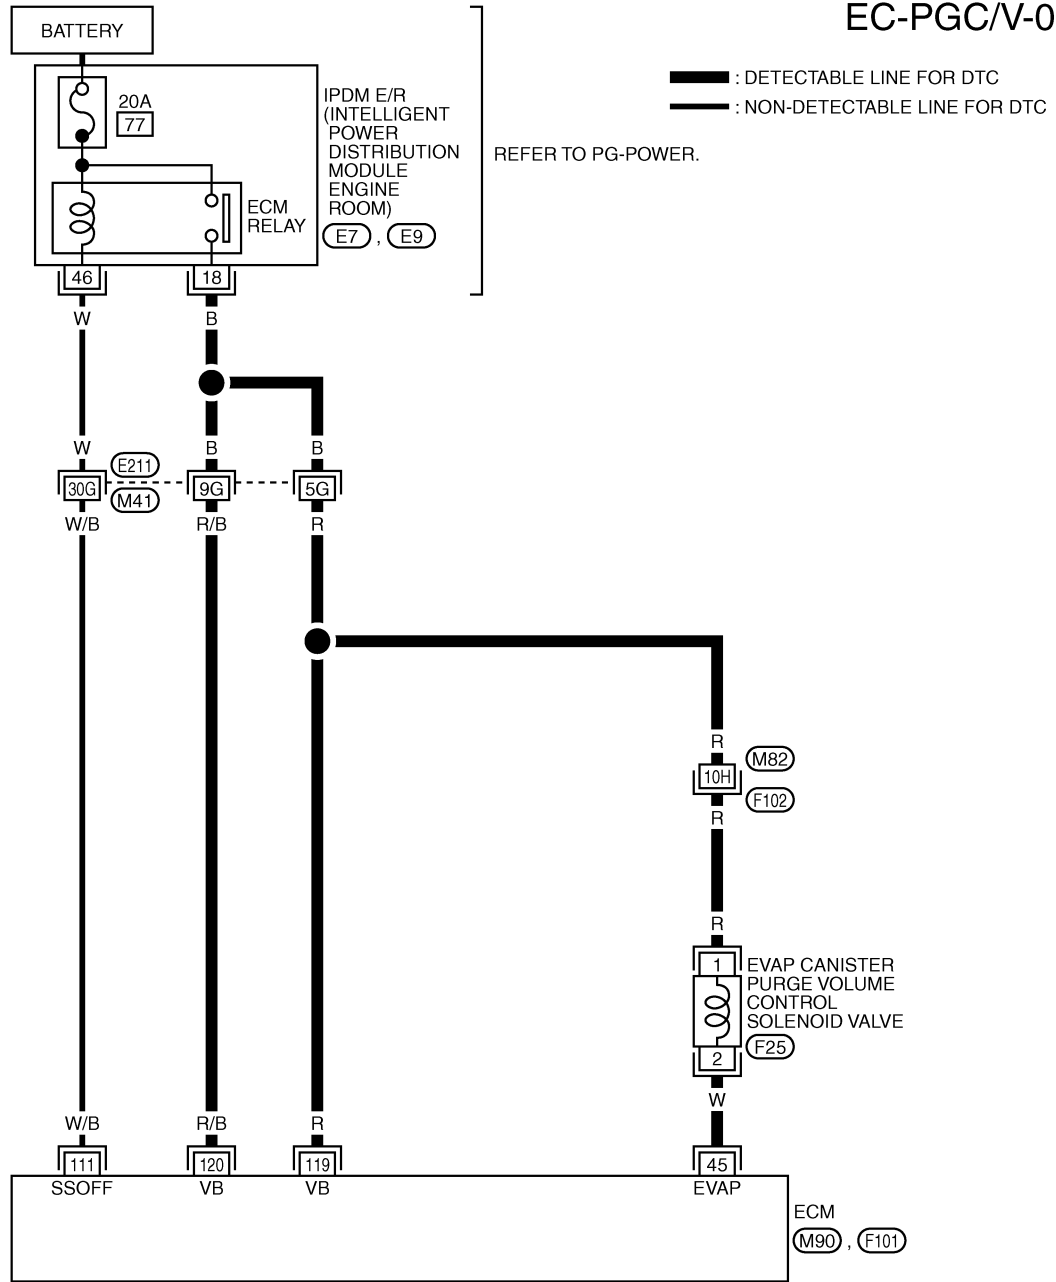 EC-PGC/V-0
BATTERY
: DETECTABLE LINE FOR DTC
: NON-DETECTABLE LINE FOR DTC
20A
77
IPDM E/R
(INTELLIGENT
POWER
DISTRIBUTION
MODULE
ENGINE
ROOM)
E7 , E9
REFER TO PG-POWER.
ECM
RELAY
46 18
W B
W B B
E211
30G 9G 5G
M41
W/B R/B R
R
M82
10H
F102
R
R
1
EVAP CANISTER
PURGE VOLUME
CONTROL
SOLENOID VALVE
F25
2
W
W/B R/B R
111 120 119 45
SSOFF VB VB EVAP
ECM
M90 , F101